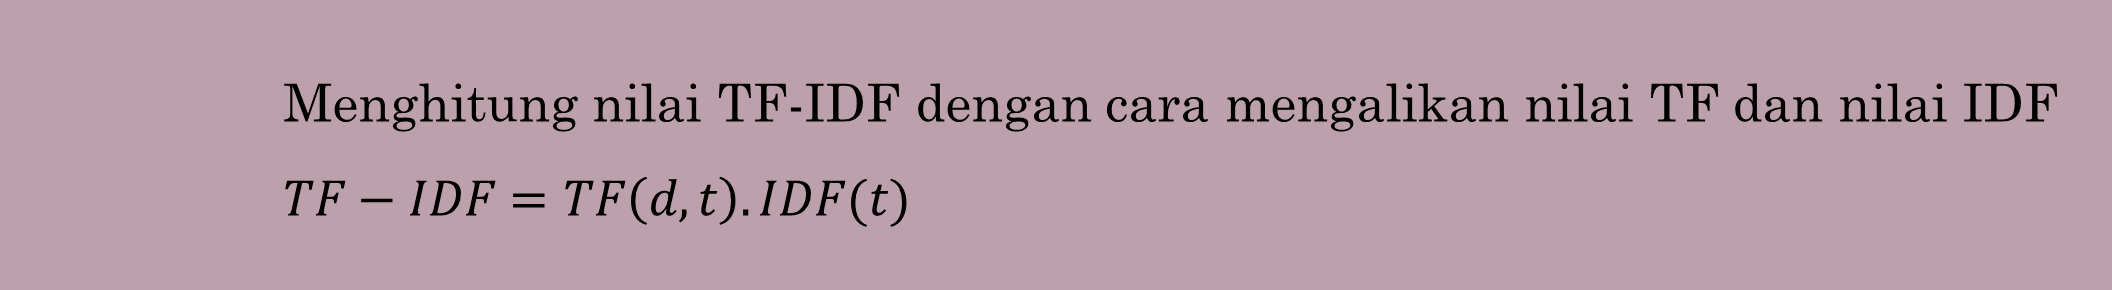 Menghitung nilai TF-IDF dengan cara mengalikan nilai TF dan nilai IDF
TF − IDF = TF(d, t). IDF(t)